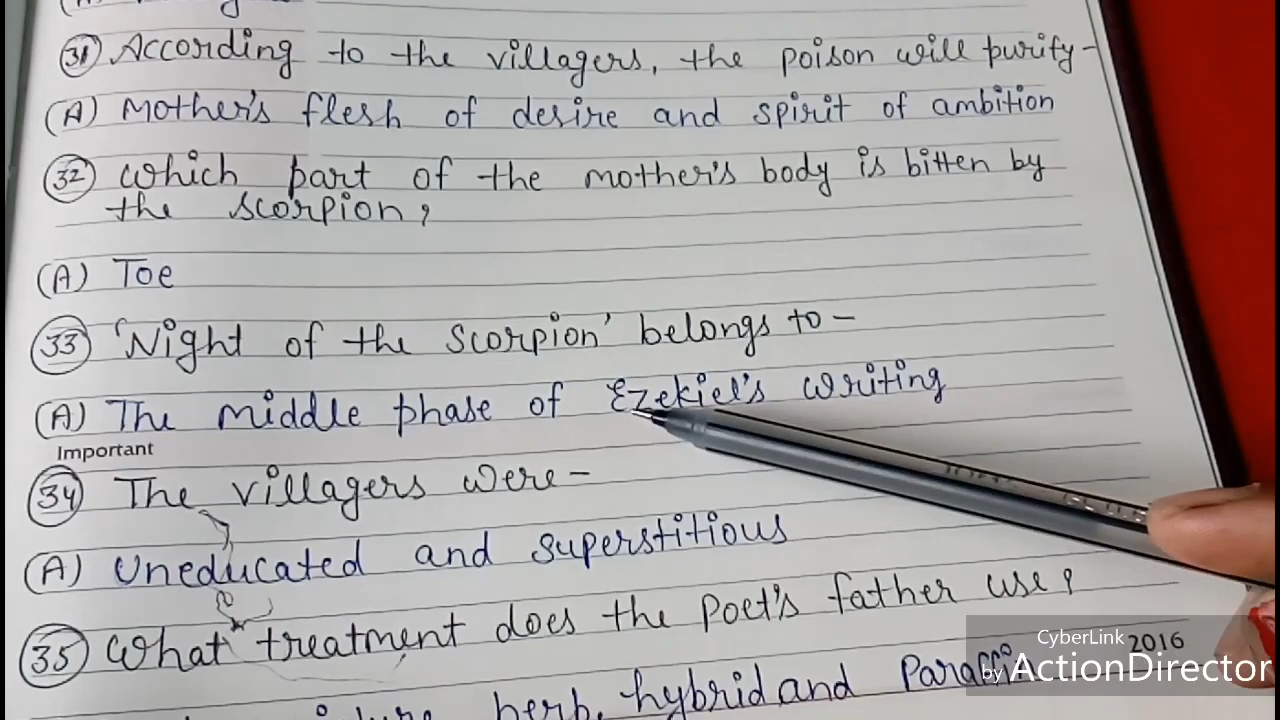 31 According to the villagers, the poison will purify-
(A) Mother's flesh of desire and spirit of ambition
32 Which part of the mother's body is bitten by
the scorpion?
(A) Toe
33 'Night of the Scorpion' belongs to -
(A) The middle phase of Ezekiel's writing
Important
34 The villagers were -
(A) Uneducated and superstitious
35 What treatment does the Poet's father use?
herb, hybrid and
CyberLink 2016
by ActionDirector